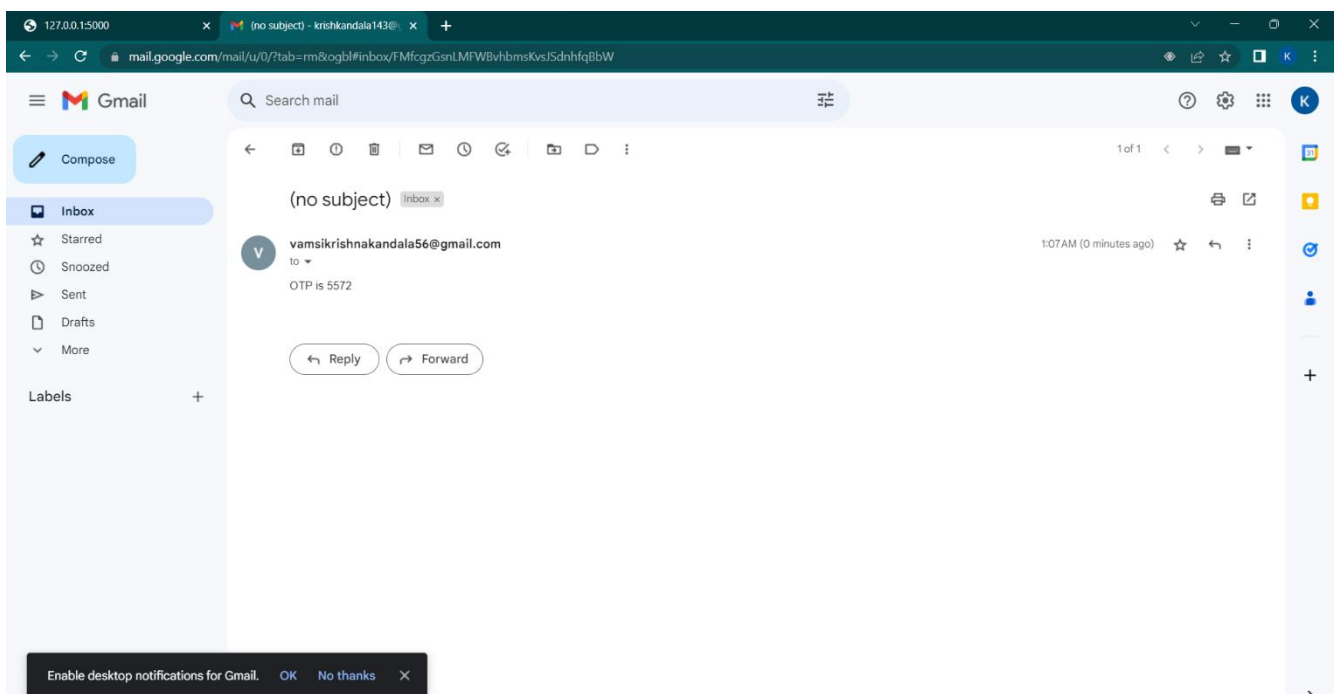 127.0.0.1:5000
(no subject) - krishkandala143@
mail.google.com/mail/u/0/?tab=rm&ogbl#inbox/FMfcgzGsnLMFWBvhbmsKvsJSdnhfqBbW
K
Gmail
Search mail
K
Compose
1 of 1
31
(no subject) Inbox ×
Inbox
Starred
V
vamsikrishnakandala56@gmail.com
1:07 AM (0 minutes ago)
to
Snoozed
OTP is 5572
Sent
Drafts
More
Reply
Forward
Labels
Enable desktop notifications for Gmail. OK No thanks